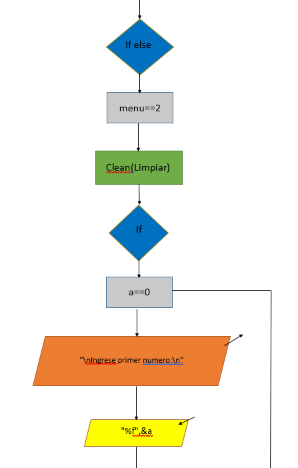 If else
menu==2
Clean(Limpiar)
If
a==0
"\nIngrese primer numero:\n"
"%f",&a